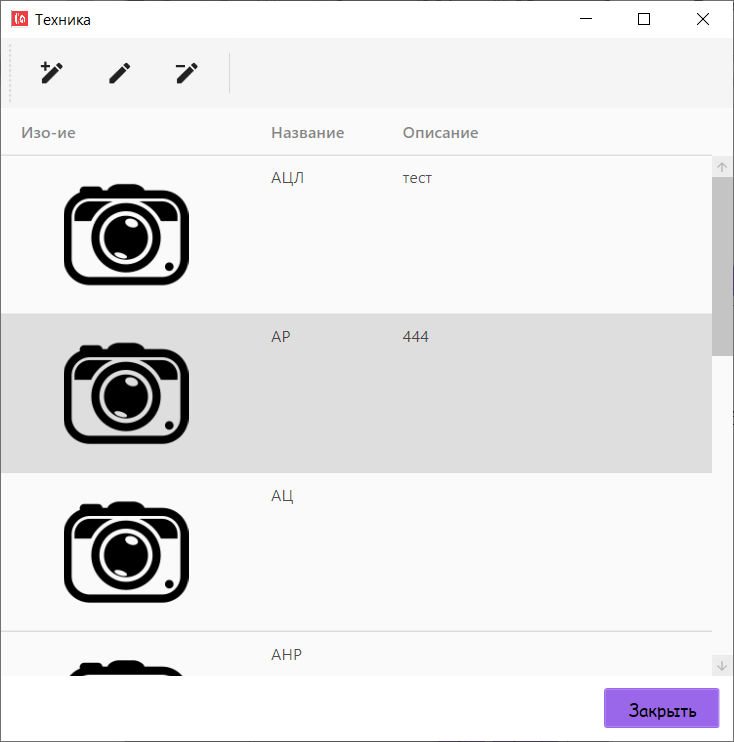 Техника
Изо-ие Название Описание
АЦЛ тест
АР 444
АЦ
АНР
Закрыть